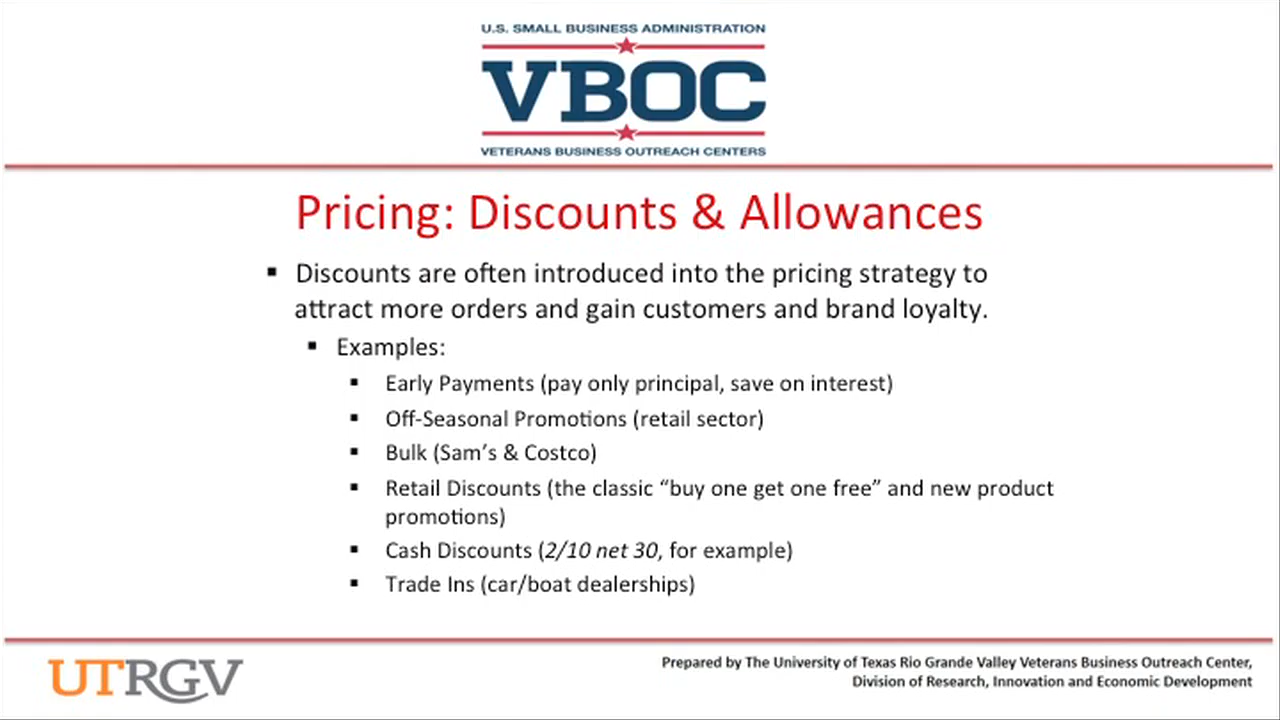 U.S. SMALL BUSINESS ADMINISTRATION
VBOC
VETERANS BUSINESS OUTREACH CENTERS
Pricing: Discounts & Allowances
▪ Discounts are often introduced into the pricing strategy to
attract more orders and gain customers and brand loyalty.
▪ Examples:
▪ Early Payments (pay only principal, save on interest)
▪ Off-Seasonal Promotions (retail sector)
▪ Bulk (Sam’s & Costco)
▪ Retail Discounts (the classic “buy one get one free” and new product
promotions)
▪ Cash Discounts (2/10 net 30, for example)
▪ Trade Ins (car/boat dealerships)
UTRGV
Prepared by The University of Texas Rio Grande Valley Veterans Business Outreach Center,
Division of Research, Innovation and Economic Development